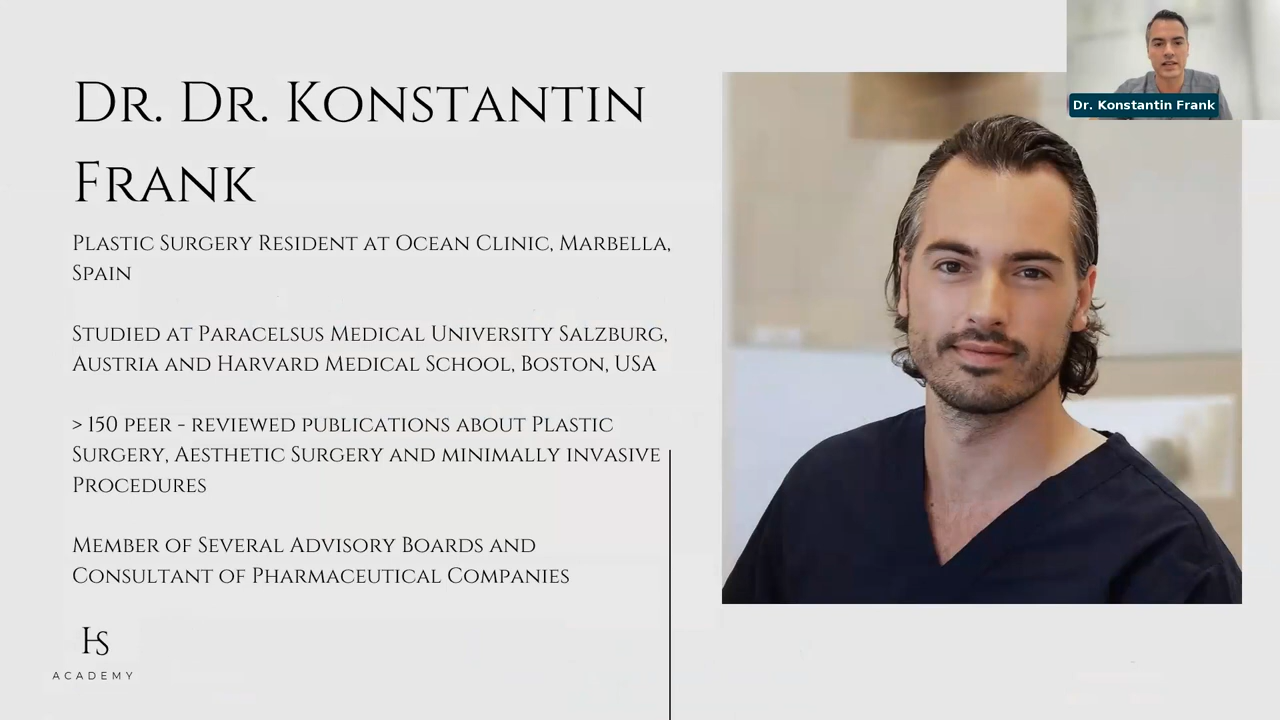 Dr. Dr. Konstantin
Frank
Plastic Surgery Resident at Ocean Clinic, Marbella,
Spain
Studied at Paracelsus Medical University Salzburg,
Austria and Harvard Medical School, Boston, USA
> 150 peer - reviewed publications about Plastic
Surgery, Aesthetic Surgery and minimally invasive
Procedures
Member of Several Advisory Boards and
Consultant of Pharmaceutical Companies
HS
ACADEMY
Dr. Konstantin Frank